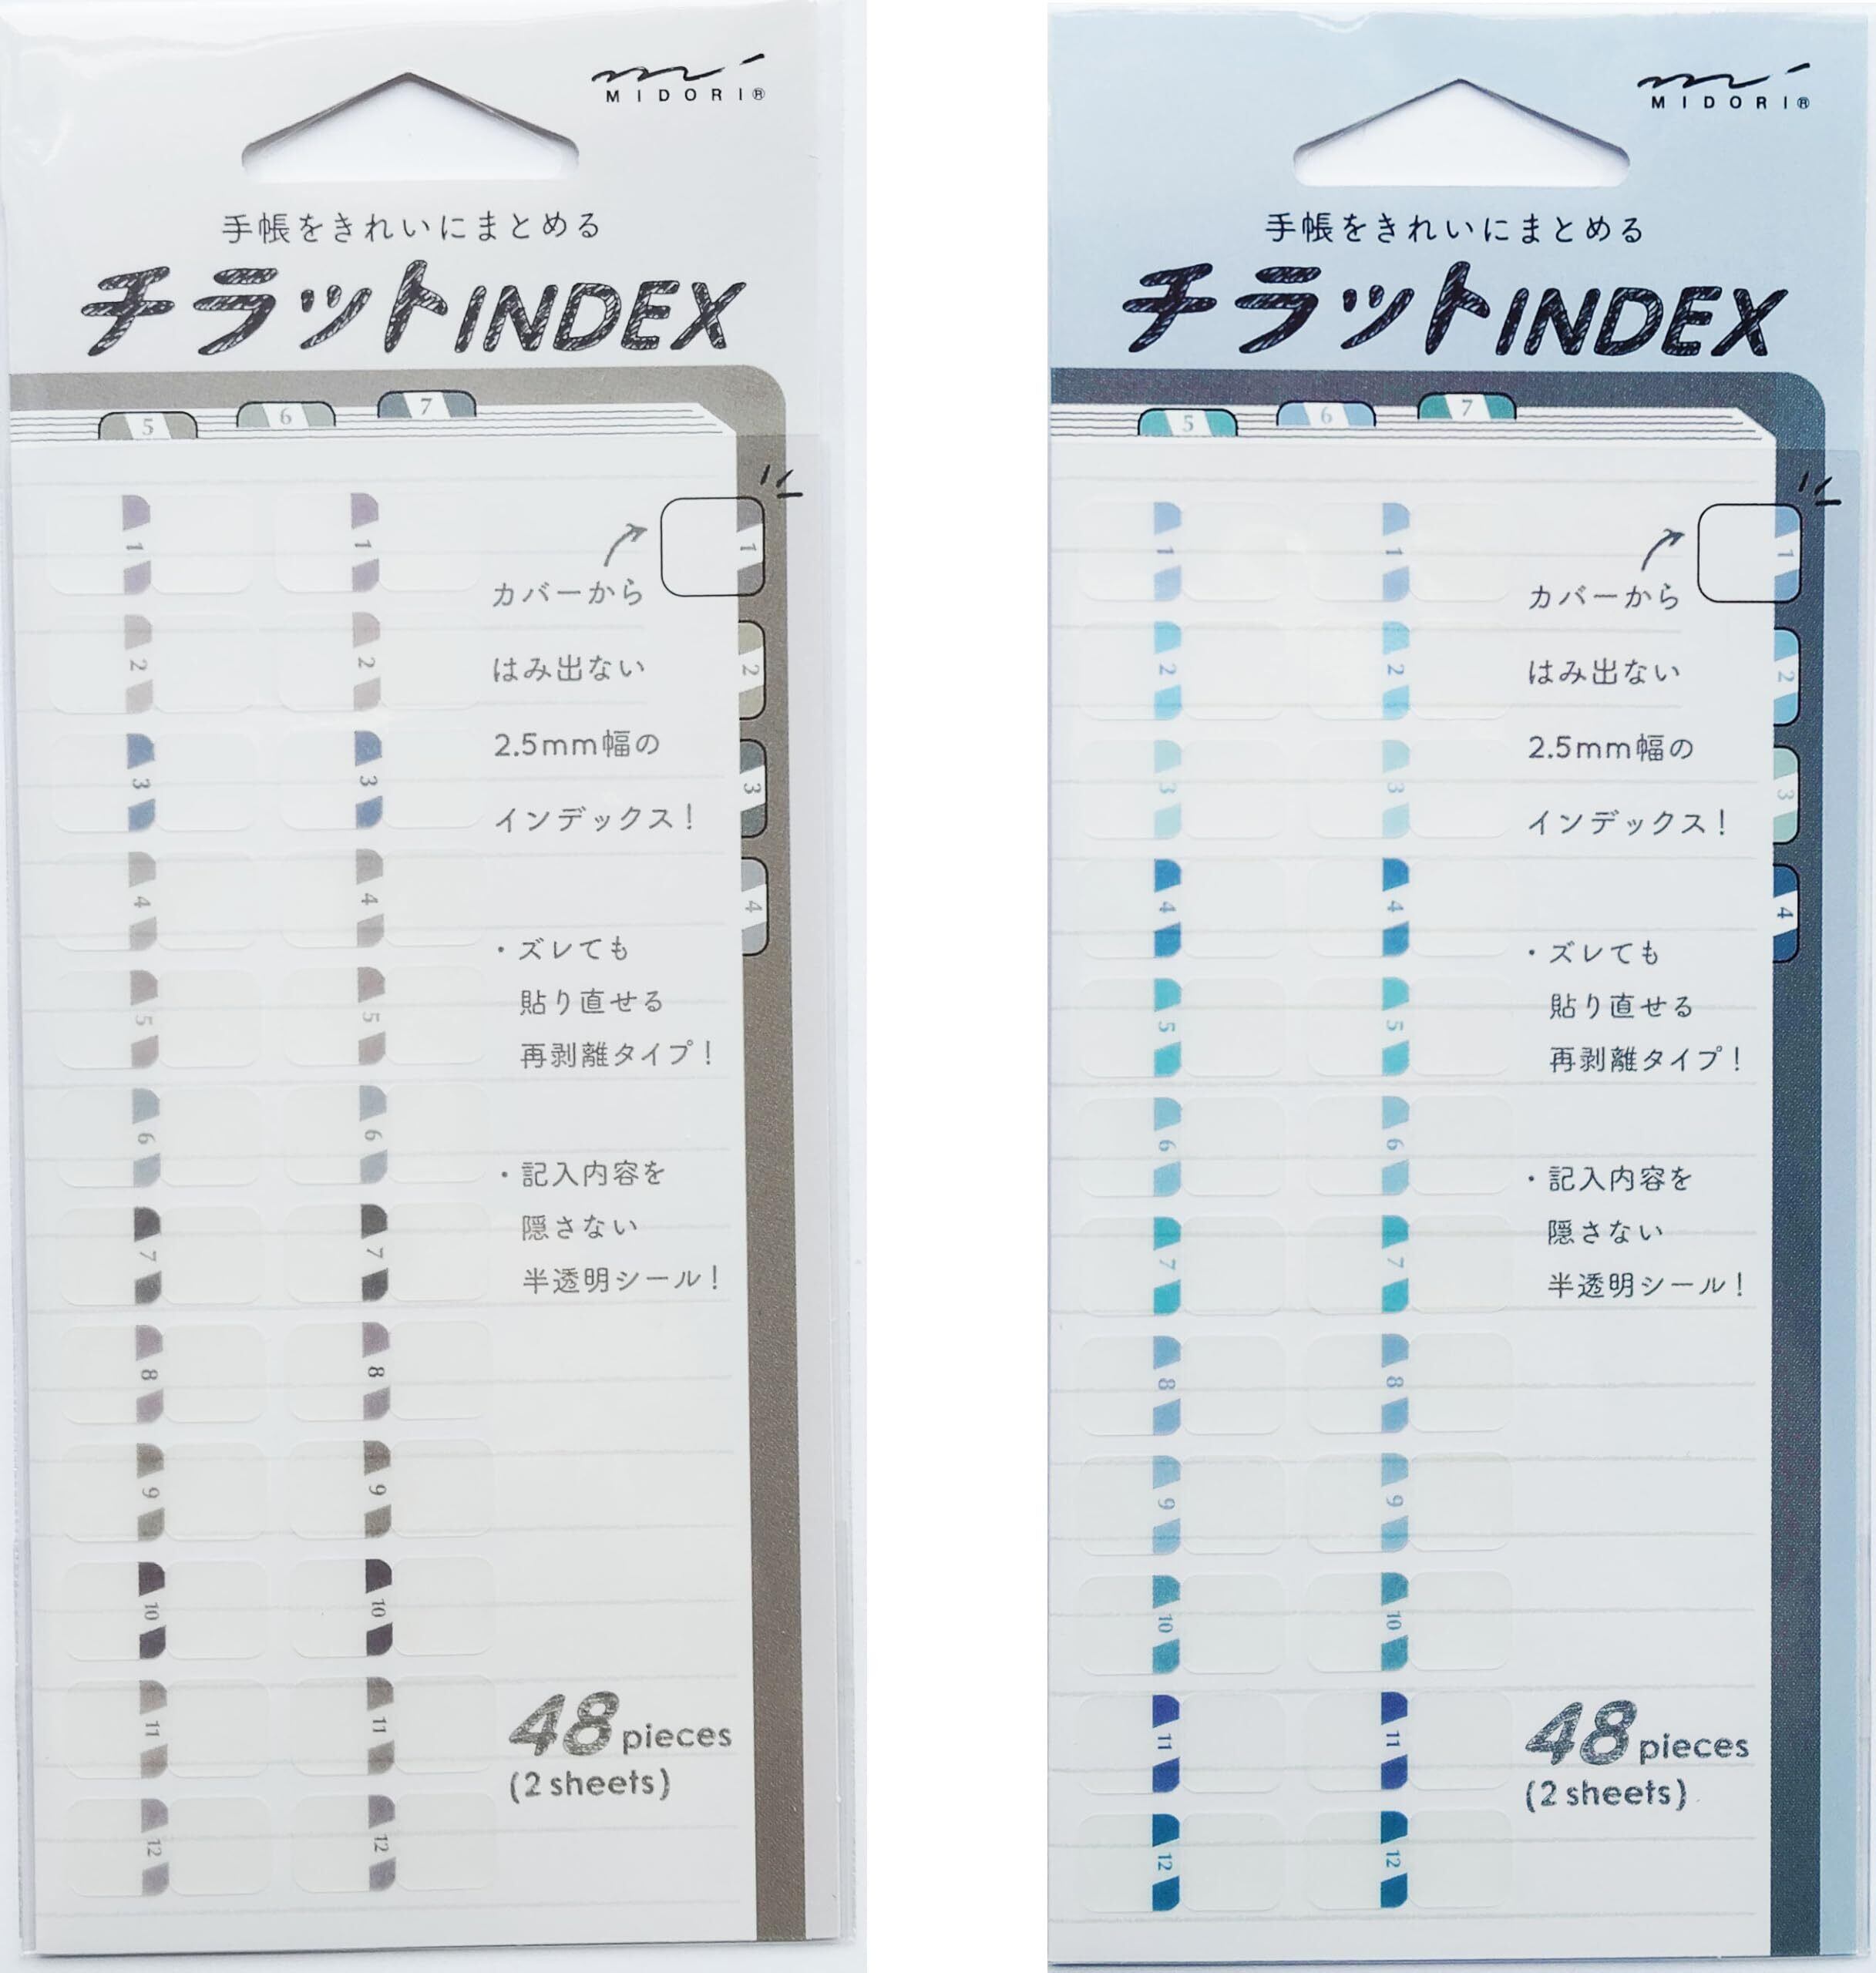 MIDORI®
手帳をきれいにまとめる
チラットINDEX
5 6 7
1 1 1
カバーから
2 2 2
はみ出ない
3 3 3
2.5mm幅の
インデックス！
4 4 4
・ズレても
5 5
貼り直せる
再剥離タイプ！
6 6
・記入内容を
7 7
隠さない
半透明シール！
8 8
9 9
10 10
11 11
48 pieces
(2 sheets)
12 12
MIDORI®
手帳をきれいにまとめる
チラットINDEX
5 6 7
1 1 1
カバーから
2 2 2
はみ出ない
3 3 3
2.5mm幅の
インデックス！
4 4 4
・ズレても
5 5
貼り直せる
再剥離タイプ！
6 6
・記入内容を
7 7
隠さない
半透明シール！
8 8
9 9
10 10
11 11
48 pieces
(2 sheets)
12 12